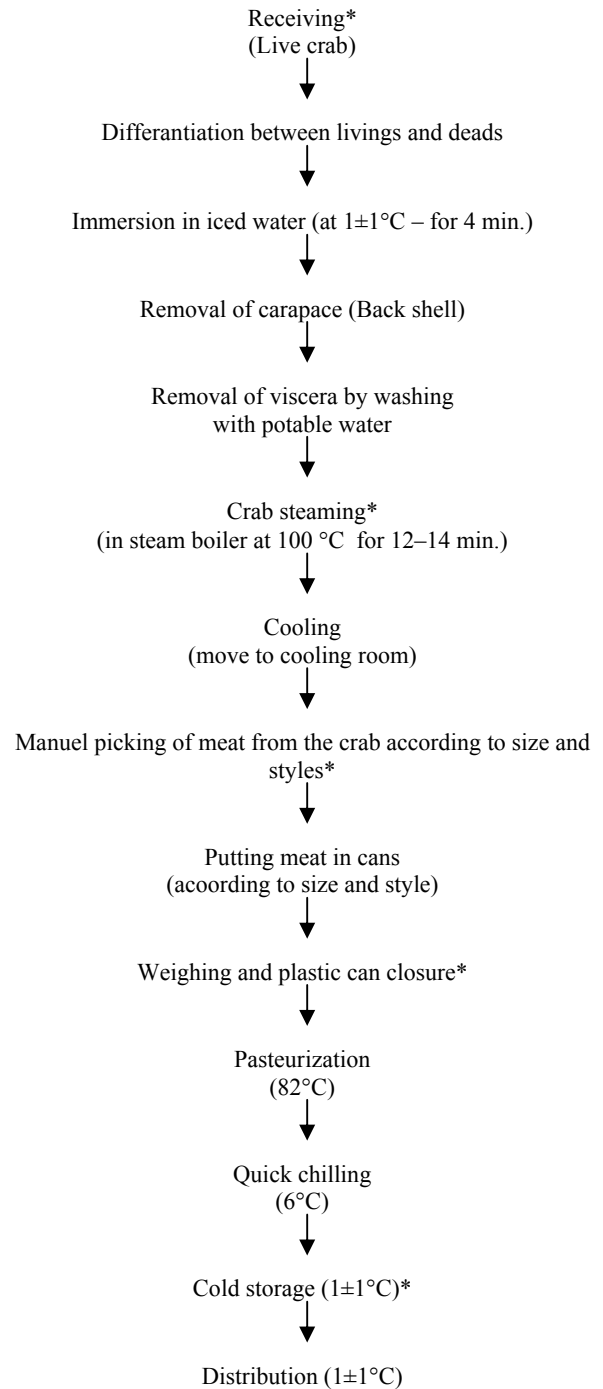 Receiving*
(Live crab)
Differantiation between livings and deads
Immersion in iced water (at 1±1°C – for 4 min.)
Removal of carapace (Back shell)
Removal of viscera by washing
with potable water
Crab steaming*
(in steam boiler at 100 °C  for 12–14 min.)
Cooling
(move to cooling room)
Manuel picking of meat from the crab according to size and
styles*
Putting meat in cans
(acoording to size and style)
Weighing and plastic can closure*
Pasteurization
(82°C)
Quick chilling
(6°C)
Cold storage (1±1°C)*
Distribution (1±1°C)